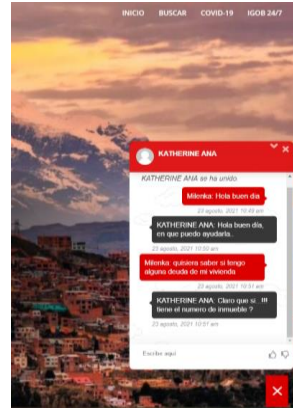 INICIO BUSCAR COVID-19 IGOB 24/7
KATHERINE ANA
KATHERINE ANA se ha unido
Milenka: Hola buen dia
23 agosto, 2021 10:49 am
KATHERINE ANA: Hola buen día,
en que puedo ayudarla..
23 agosto, 2021 10:50 am
Milenka: quisiera saber si tengo
alguna deuda de mi vivienda
23 agosto, 2021 10:51 am
KATHERINE ANA: Claro que si...!!!
tiene el numero de inmueble ?
23 agosto, 2021 10:51 am
Escribe aquí